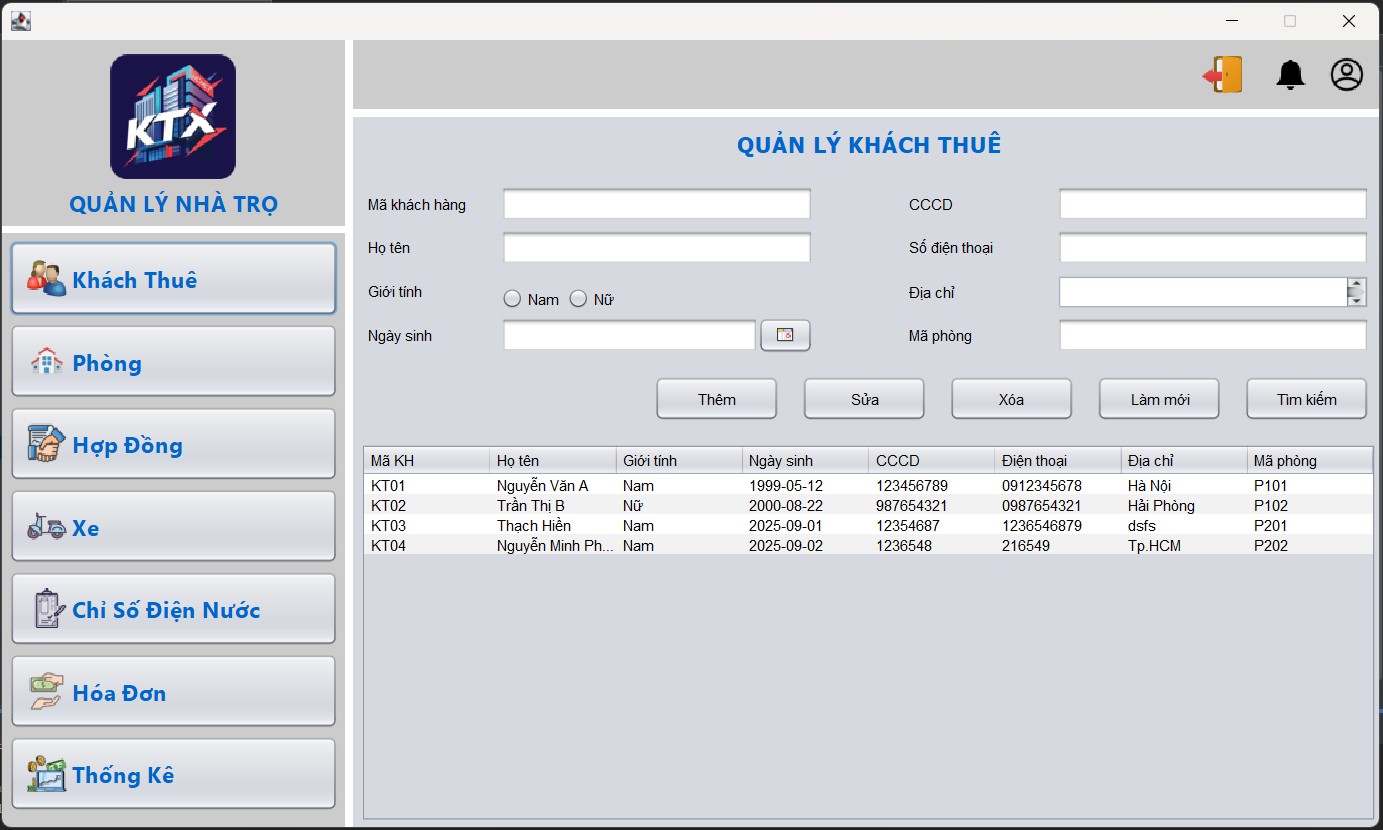 KTX
QUẢN LÝ NHÀ TRỌ
Khách Thuê
Phòng
Hợp Đồng
Xe
Chỉ Số Điện Nước
Hóa Đơn
Thống Kê
QUẢN LÝ KHÁCH THUÊ
Mã khách hàng CCCD
Họ tên Số điện thoại
Giới tính Nam Nữ Địa chỉ
Ngày sinh Mã phòng
Thêm Sửa Xóa Làm mới Tìm kiếm
Mã KH Họ tên Giới tính Ngày sinh CCCD Điện thoại Địa chỉ Mã phòng
KT01 Nguyễn Văn A Nam 1999-05-12 123456789 0912345678 Hà Nội P101
KT02 Trần Thị B Nữ 2000-08-22 987654321 0987654321 Hải Phòng P102
KT03 Thạch Hiền Nam 2025-09-01 12354687 1236546879 dsfs P201
KT04 Nguyễn Minh Ph... Nam 2025-09-02 1236548 216549 Tp.HCM P202